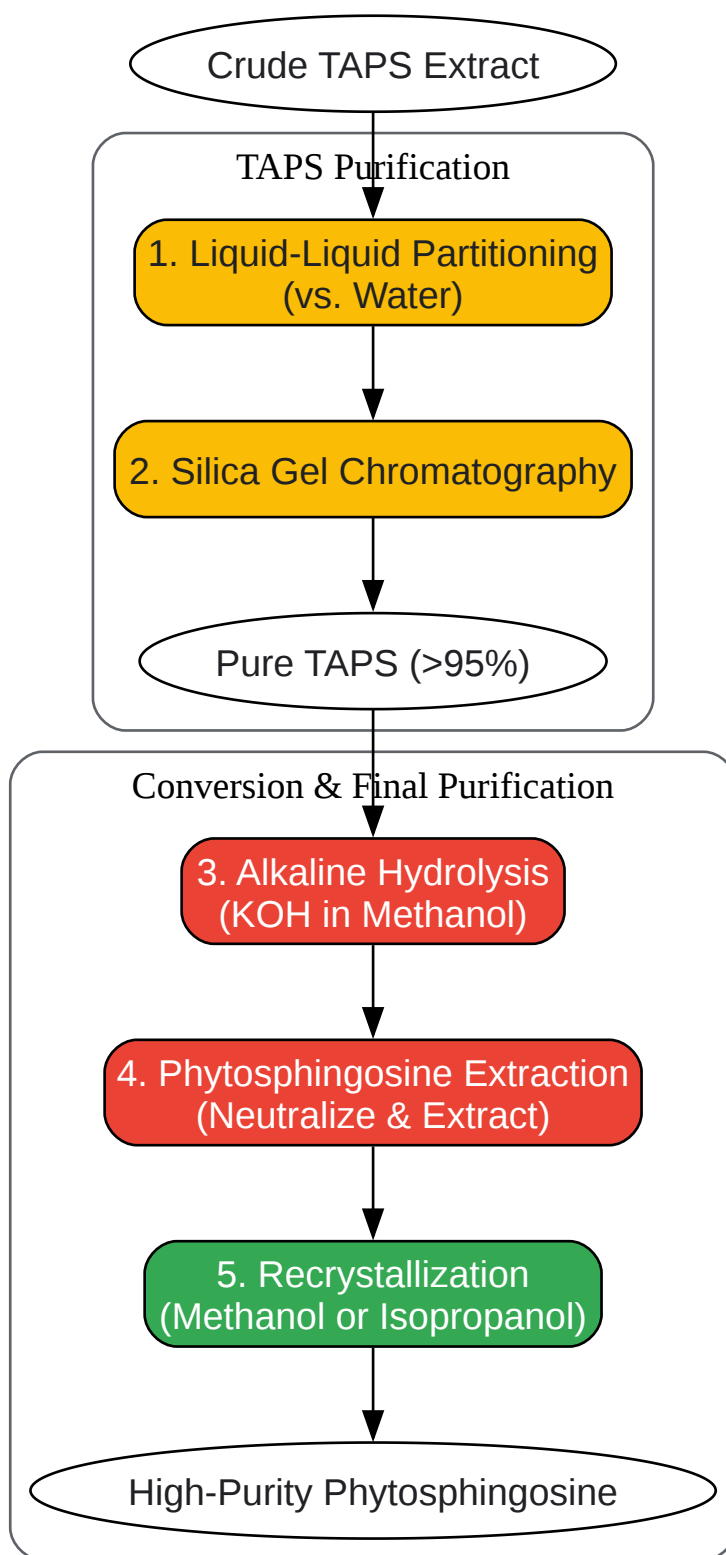 Crude TAPS Extract
TAPS Purification
1. Liquid-Liquid Partitioning
(vs. Water)
2. Silica Gel Chromatography
Pure TAPS (>95%)
Conversion & Final Purification
3. Alkaline Hydrolysis
(KOH in Methanol)
4. Phytosphingosine Extraction
(Neutralize & Extract)
5. Recrystallization
(Methanol or Isopropanol)
High-Purity Phytosphingosine